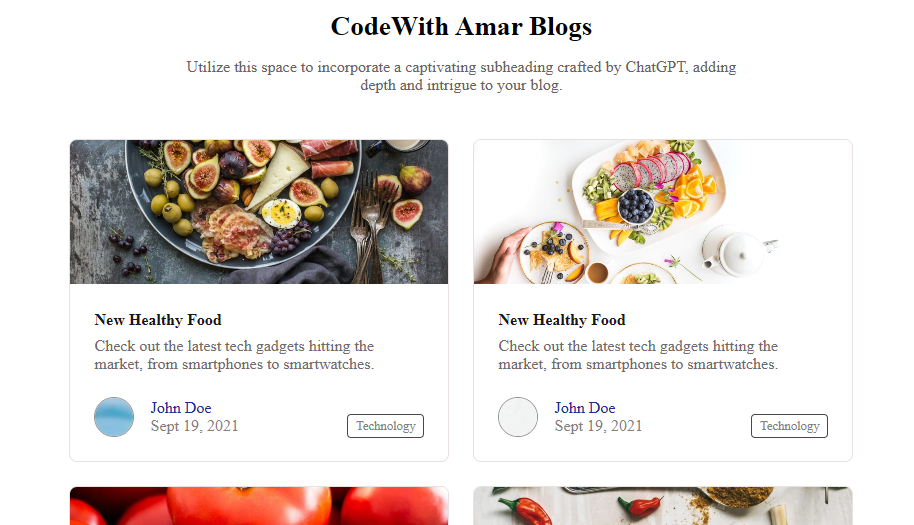 CodeWith Amar Blogs
Utilize this space to incorporate a captivating subheading crafted by ChatGPT, adding
depth and intrigue to your blog.
New Healthy Food
Check out the latest tech gadgets hitting the
market, from smartphones to smartwatches.
John Doe
Sept 19, 2021
Technology
New Healthy Food
Check out the latest tech gadgets hitting the
market, from smartphones to smartwatches.
John Doe
Sept 19, 2021
Technology